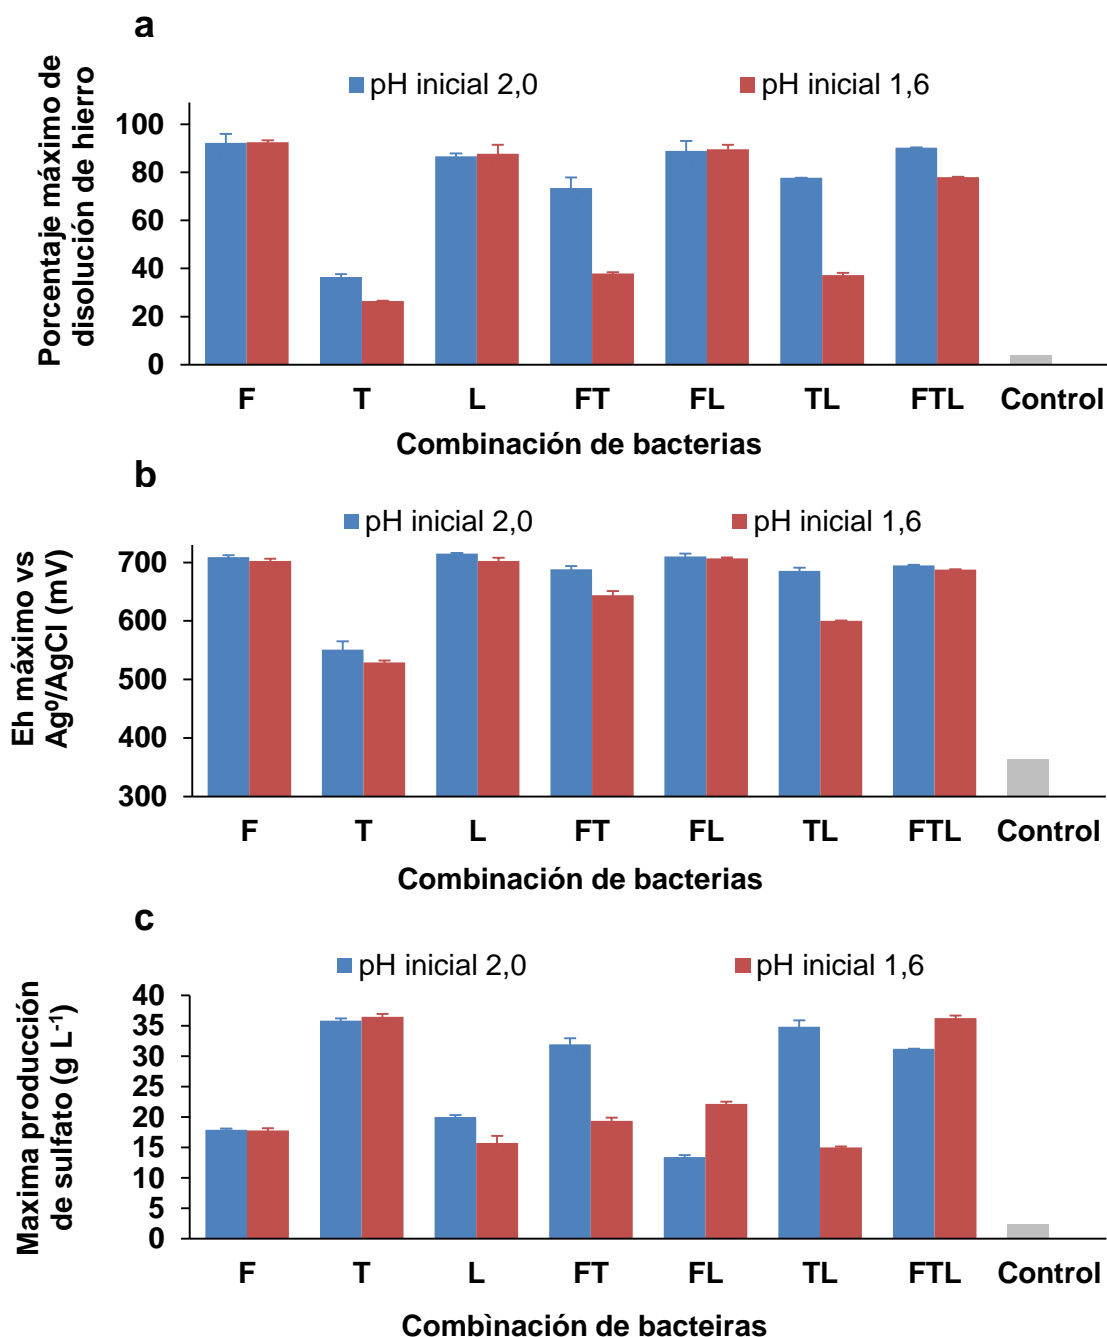 a
pH inicial 2,0 pH inicial 1,6
Porcentaje máximo de
disolución de hierro
100
80
60
40
20
0
F T L FT FL TL FTL Control
Combinación de bacterias
b
pH inicial 2,0 pH inicial 1,6
Eh máximo vs
Ag⁰/AgCl (mV)
700
600
500
400
300
F T L FT FL TL FTL Control
Combinación de bacterias
c
pH inicial 2,0 pH inicial 1,6
Maxima producción
de sulfato (g L⁻¹)
40
35
30
25
20
15
10
5
0
F T L FT FL TL FTL Control
Combìnación de bacteiras